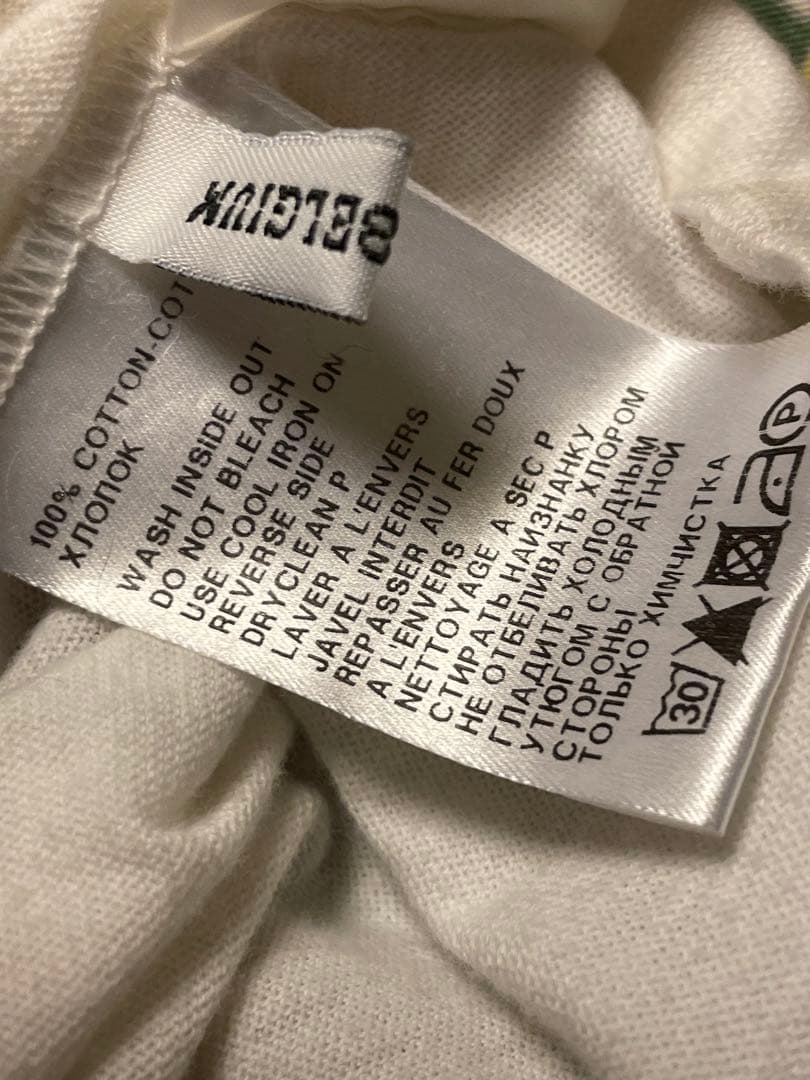 BELGIUM
100% COTTON-COT
ХЛОПОК
WASH INSIDE OUT
DO NOT BLEACH
USE COOL IRON ON
REVERSE SIDE
DRYCLEAN P
LAVER A L'ENVERS
JAVEL INTERDIT
REPASSER AU FER DOUX
A L'ENVERS
NETTOYAGE A SEC P
СТИРАТЬ НАИЗНАНКУ
НЕ ОТБЕЛИВАТЬ ХЛОРОМ
ГЛАДИТЬ ХОЛОДНЫМ
УТЮГОМ С ОБРАТНОЙ
СТОРОНЫ
ТОЛЬКО ХИМЧИСТКА
30
P